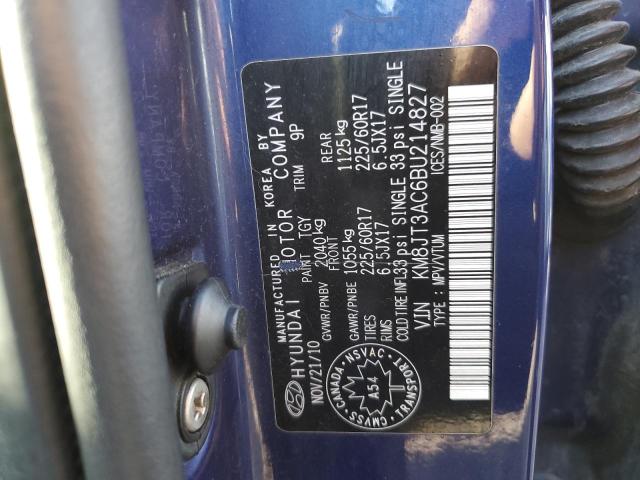 MANUFACTURED IN KOREA BY
HYUNDAI MOTOR COMPANY
NOV/21/10 PAINT TGY TRIM 9P
GVWR/PNBV 2040kg
FRONT REAR
GAWR/PNBE 1055kg 1125kg
TIRES 225/60R17 225/60R17
RIMS 6.5JX17 6.5JX17
COLD TIRE INFL. 33 psi SINGLE 33 psi SINGLE
VIN KM8JT3AC6BU214827
TYPE : MPV/VTUM ICES/NMB-002
CANADA NSVAC
A54
CMVSS TRANSPORT